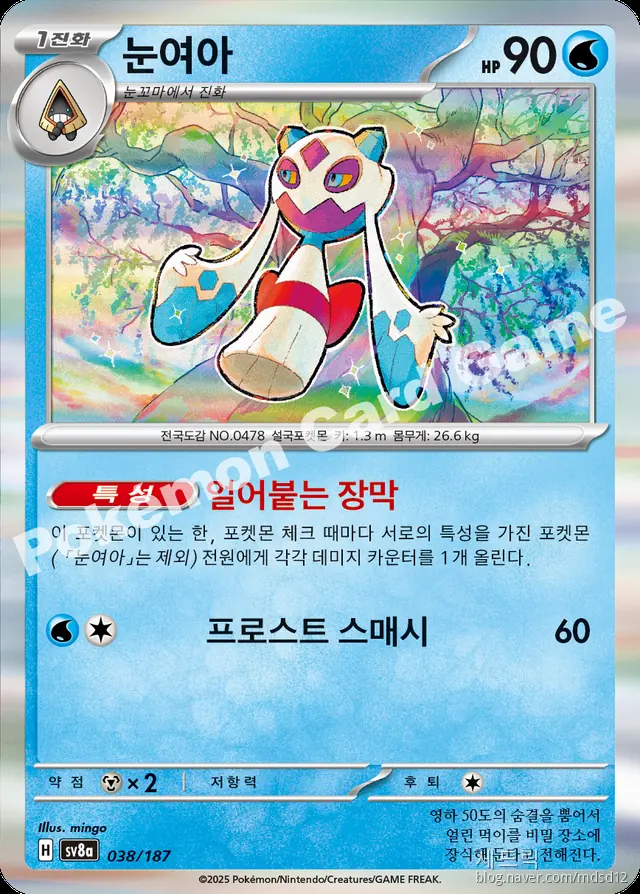 1진화
눈여아
HP 90
눈꼬마에서 진화
전국도감 NO.0478 설국포켓몬 키: 1.3 m 몸무게: 26.6 kg
특성 얼어붙는 장막
이 포켓몬이 있는 한, 포켓몬 체크 때마다 서로의 특성을 가진 포켓몬
(「눈여아」는 제외) 전원에게 각각 데미지 카운터를 1개 올린다.
프로스트 스매시 60
약점 ×2 저항력 후퇴
영하 50도의 숨결을 뿜어서
얼린 먹이를 비밀 장소에
장식해 둔다고 전해진다.
Illus. mingo
H sv8a 038/187
©2025 Pokémon/Nintendo/Creatures/GAME FREAK.
Pokémon Card Game
blog.naver.com/mdsd12